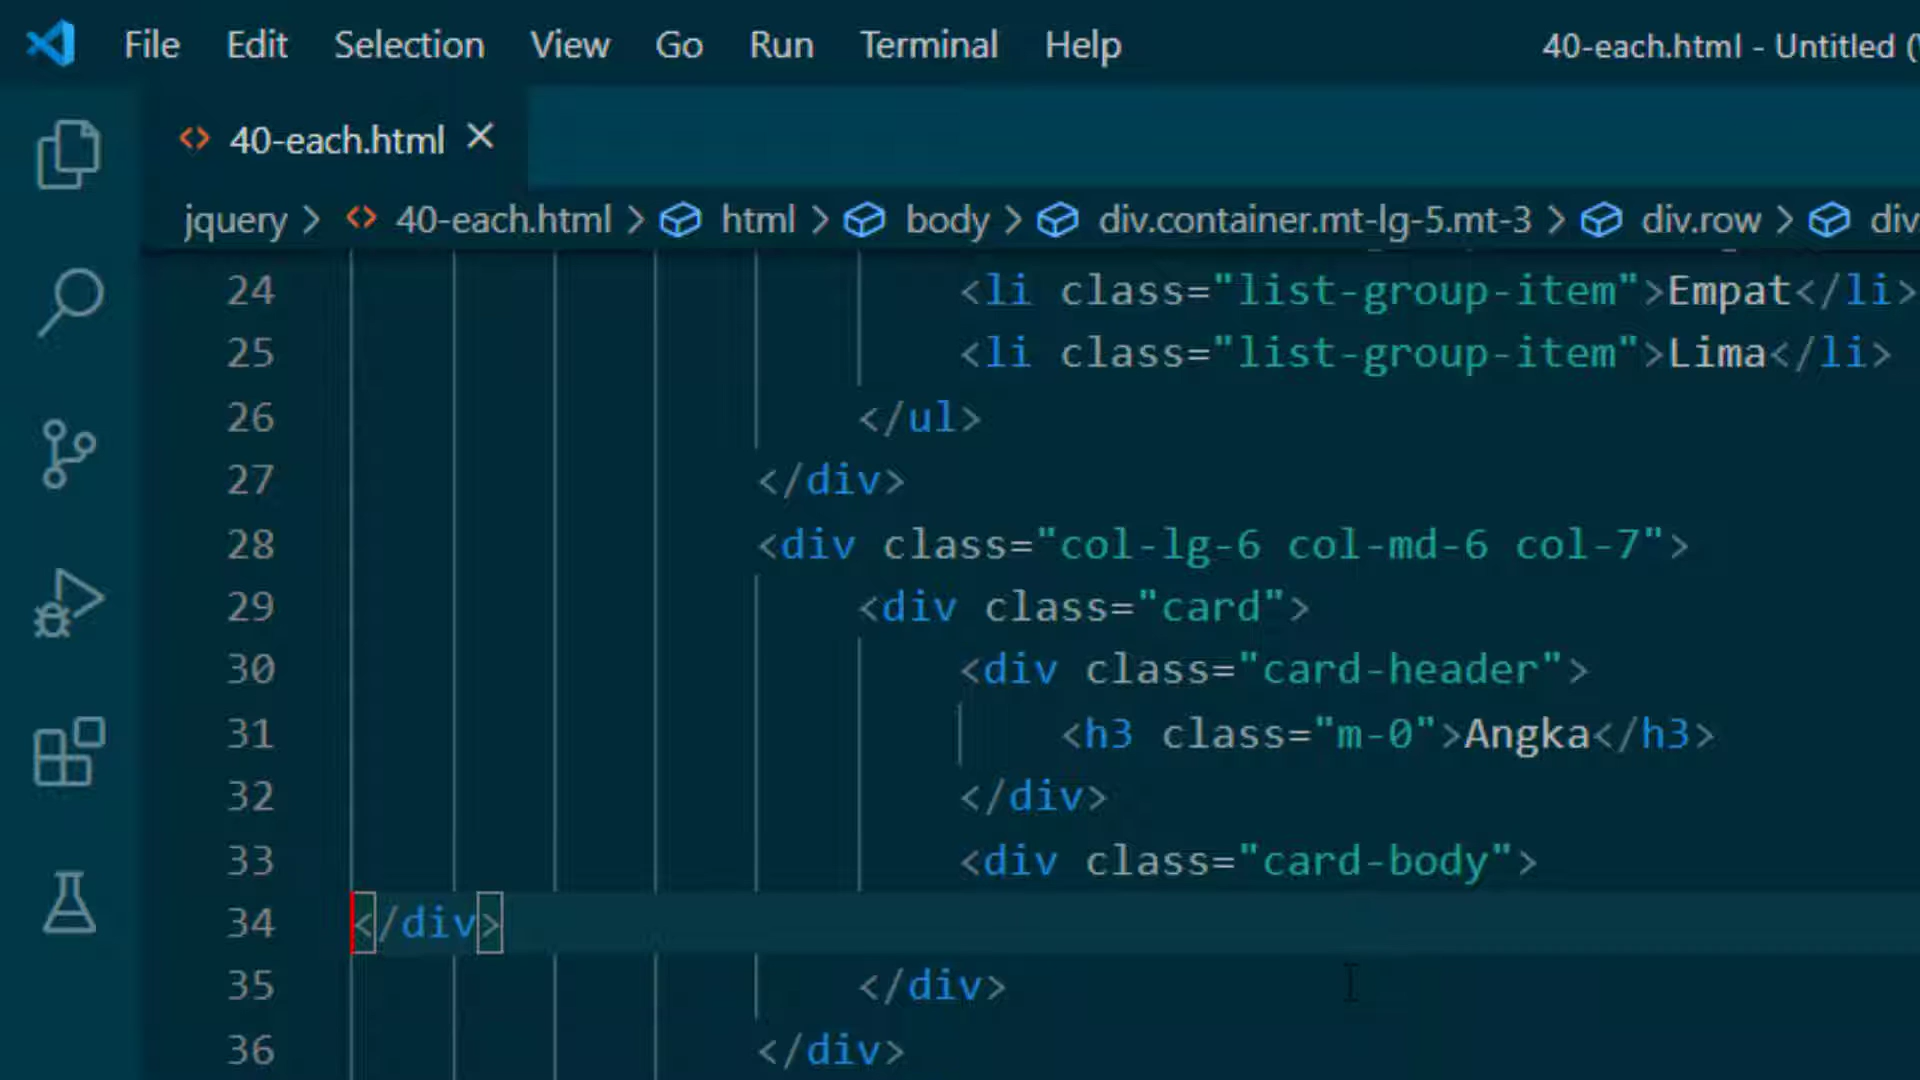 File Edit Selection View Go Run Terminal Help 40-each.html - Untitled (
40-each.html
jquery > 40-each.html > html > body > div.container.mt-lg-5.mt-3 > div.row > div.
24 <li class="list-group-item">Empat</li>
25 <li class="list-group-item">Lima</li>
26 </ul>
27 </div>
28 <div class="col-lg-6 col-md-6 col-7">
29 <div class="card">
30 <div class="card-header">
31 <h3 class="m-0">Angka</h3>
32 </div>
33 <div class="card-body">
34 </div>
35 </div>
36 </div>